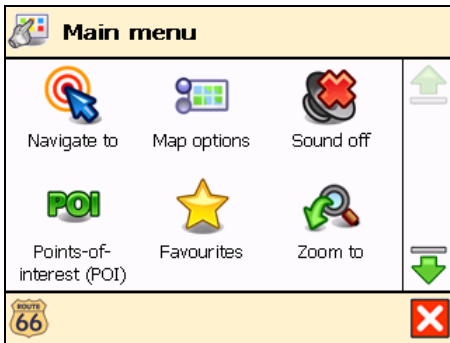 Main menu
Navigate to
Map options
Sound off
POI
Points-of-
interest (POI)
Favourites
Zoom to
ROUTE
66